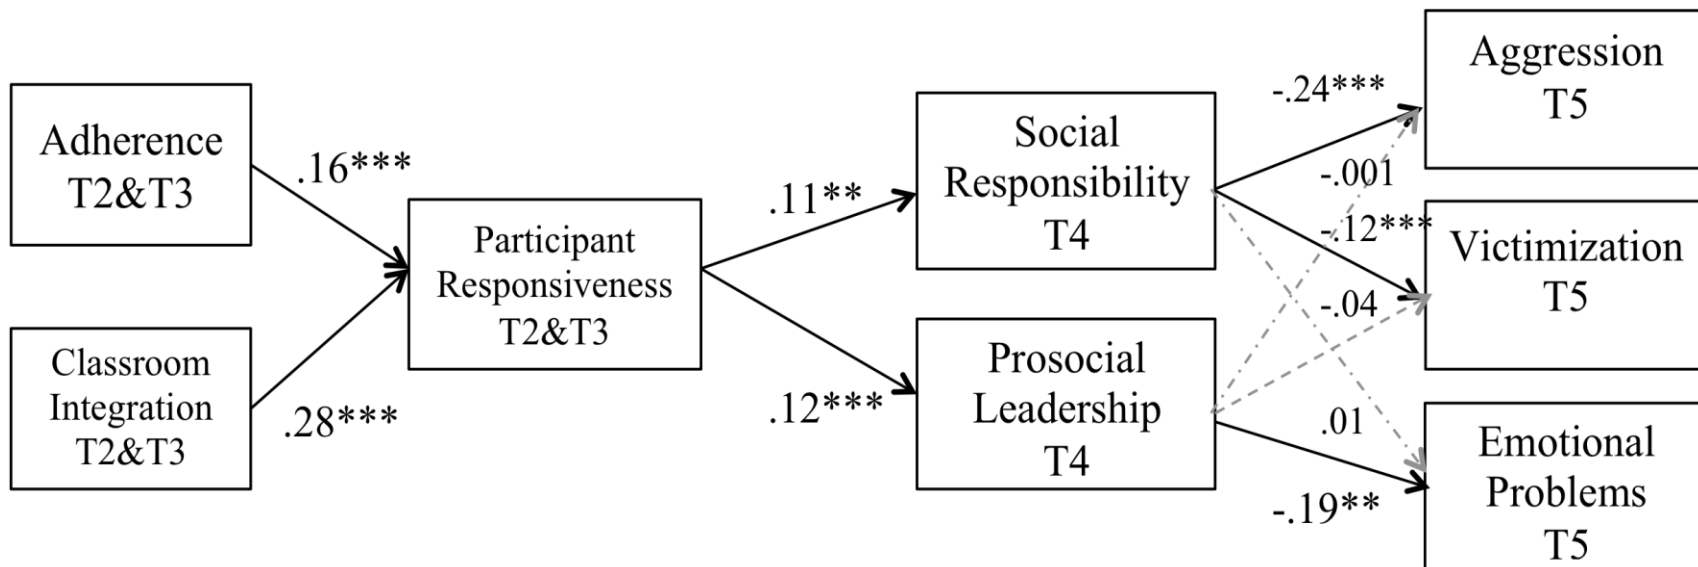 Adherence
T2&T3
.16***
Classroom
Integration
T2&T3
.28***
Participant
Responsiveness
T2&T3
.11**
.12***
Social
Responsibility
T4
Prosocial
Leadership
T4
-.24***
-.001
-.12***
-.04
.01
-.19**
Aggression
T5
Victimization
T5
Emotional
Problems
T5